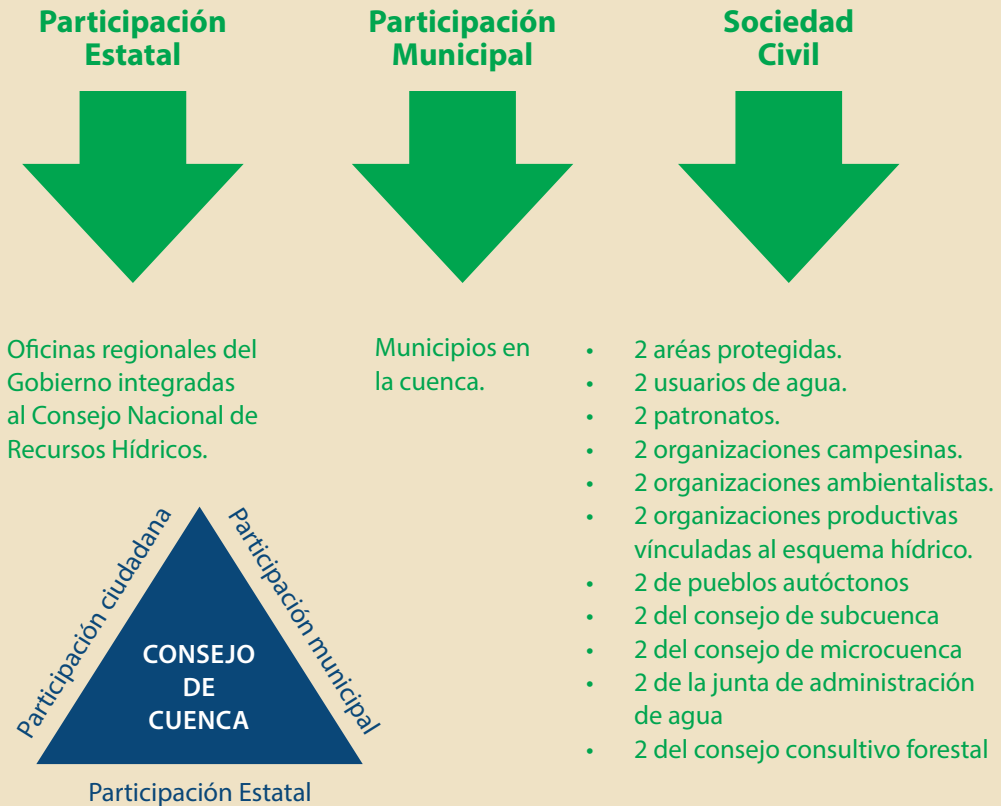 Participación
Estatal
Participación
Municipal
Sociedad
Civil
Oficinas regionales del
Gobierno integradas
al Consejo Nacional de
Recursos Hídricos.
Municipios en
la cuenca.
• 2 aréas protegidas.
• 2 usuarios de agua.
• 2 patronatos.
• 2 organizaciones campesinas.
• 2 organizaciones ambientalistas.
• 2 organizaciones productivas
vínculadas al esquema hídrico.
• 2 de pueblos autóctonos
• 2 del consejo de subcuenca
• 2 del consejo de microcuenca
• 2 de la junta de administración
de agua
• 2 del consejo consultivo forestal
Participación ciudadana
Participación municipal
CONSEJO
DE
CUENCA
Participación Estatal